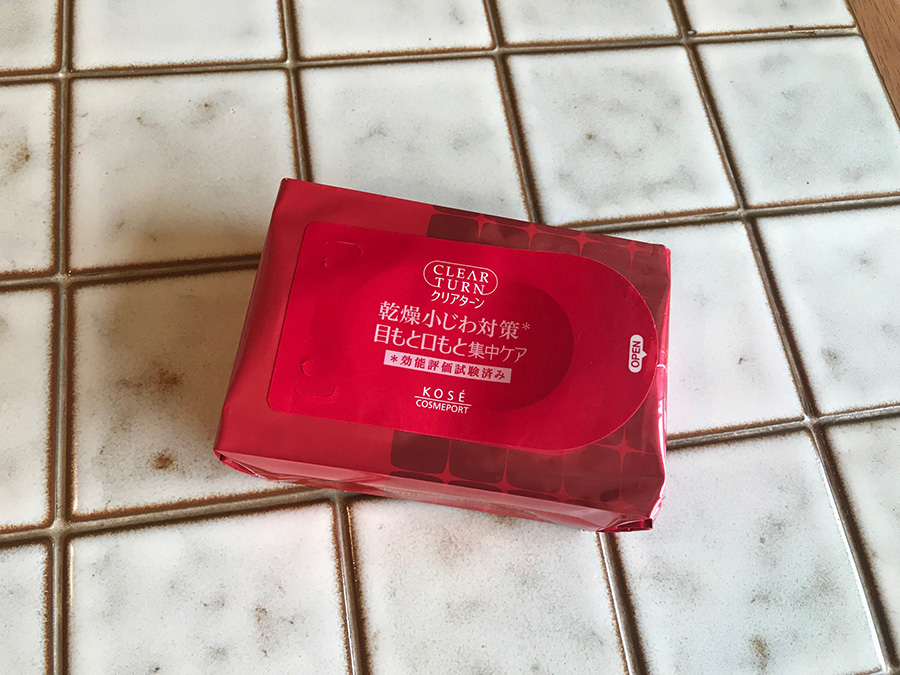 CLEAR
TURN
クリアターン
乾燥小じわ対策*
目もと口もと集中ケア
*効能評価試験済み
KOSÉ
COSMEPORT
OPEN